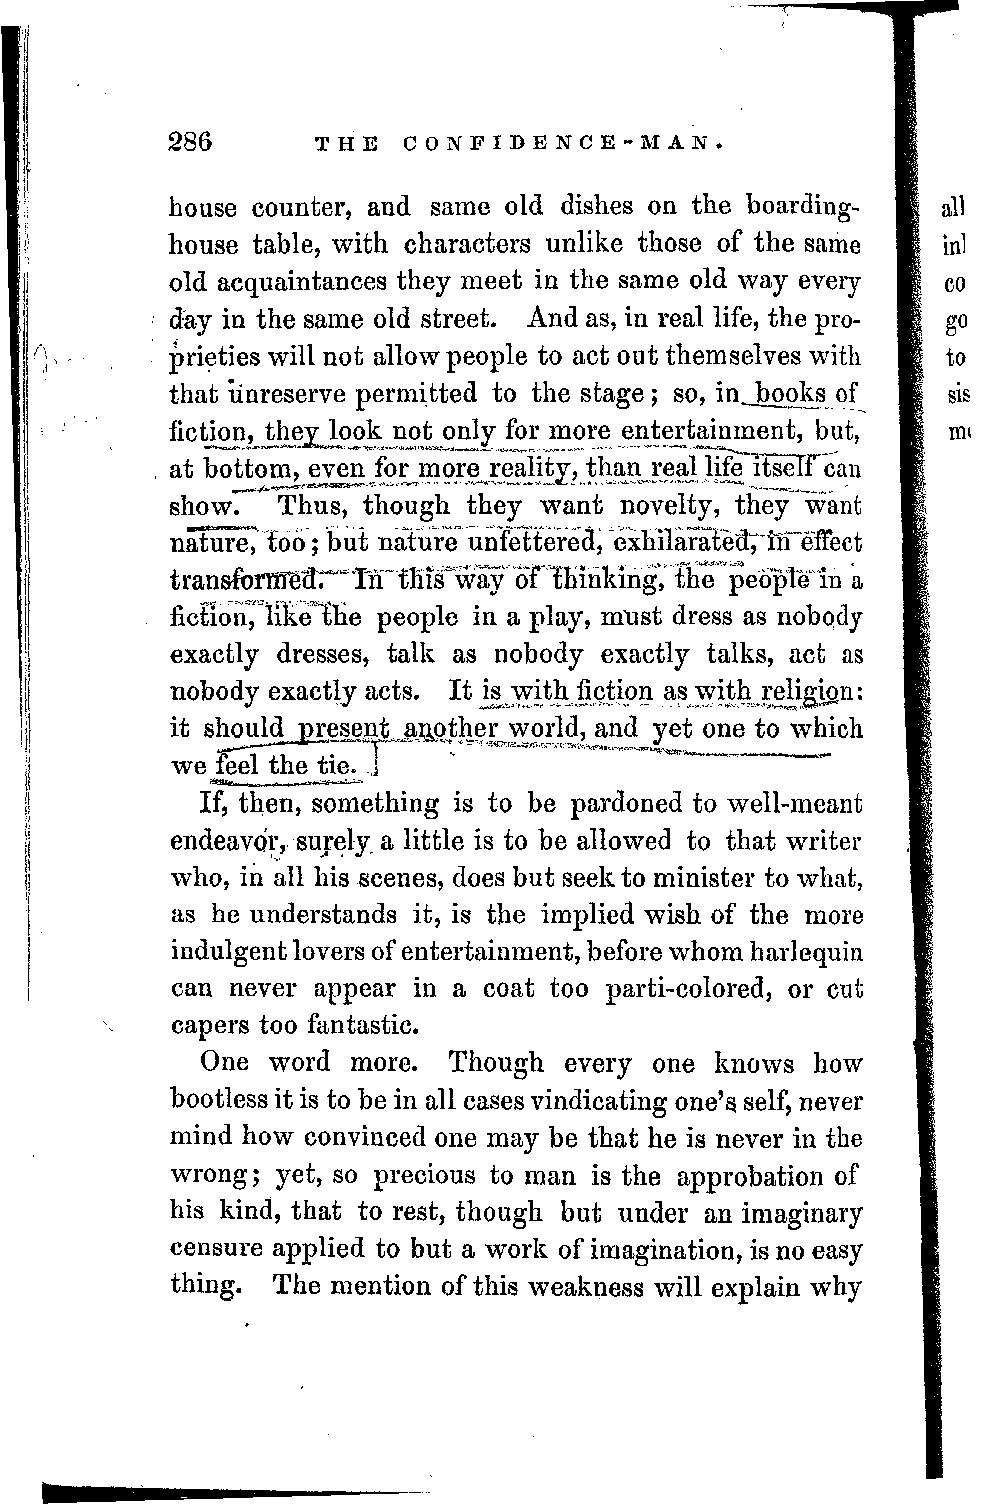 286 THE CONFIDENCE-MAN.
house counter, and same old dishes on the boarding-
house table, with characters unlike those of the same
old acquaintances they meet in the same old way every
day in the same old street. And as, in real life, the pro-
prieties will not allow people to act out themselves with
that unreserve permitted to the stage; so, in books of
fiction, they look not only for more entertainment, but,
at bottom, even for more reality, than real life itself can
show. Thus, though they want novelty, they want
nature, too; but nature unfettered, exhilarated, in effect
transformed. In this way of thinking, the people in a
fiction, like the people in a play, must dress as nobody
exactly dresses, talk as nobody exactly talks, act as
nobody exactly acts. It is with fiction as with religion:
it should present another world, and yet one to which
we feel the tie.
If, then, something is to be pardoned to well-meant
endeavor, surely a little is to be allowed to that writer
who, in all his scenes, does but seek to minister to what,
as he understands it, is the implied wish of the more
indulgent lovers of entertainment, before whom harlequin
can never appear in a coat too parti-colored, or cut
capers too fantastic.
One word more. Though every one knows how
bootless it is to be in all cases vindicating one's self, never
mind how convinced one may be that he is never in the
wrong; yet, so precious to man is the approbation of
his kind, that to rest, though but under an imaginary
censure applied to but a work of imagination, is no easy
thing. The mention of this weakness will explain why
all
co
go
to